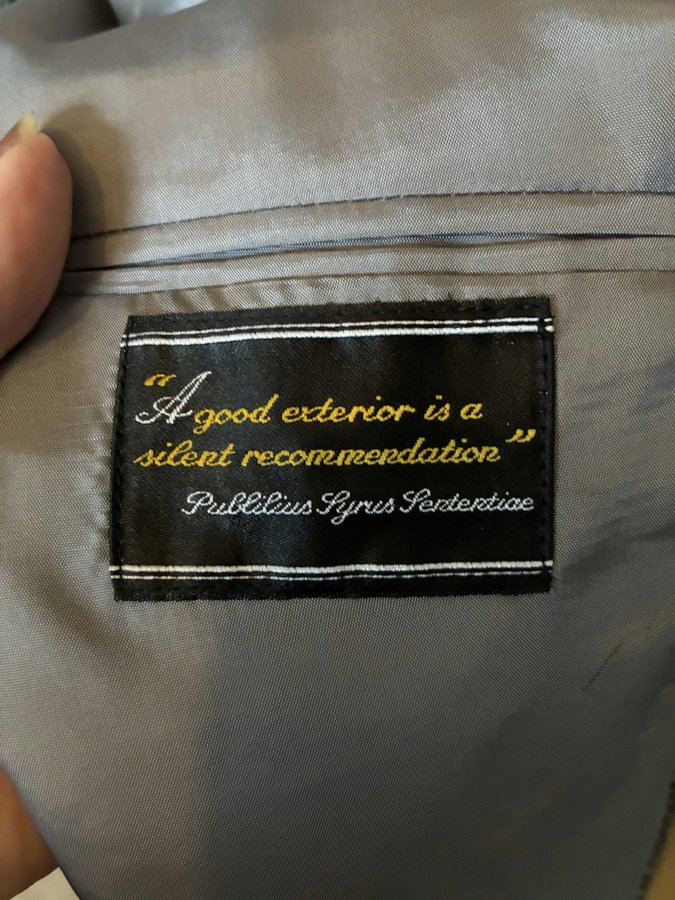 “A good exterior is a
silent recommendation”
Publilius Syrus Sententiae